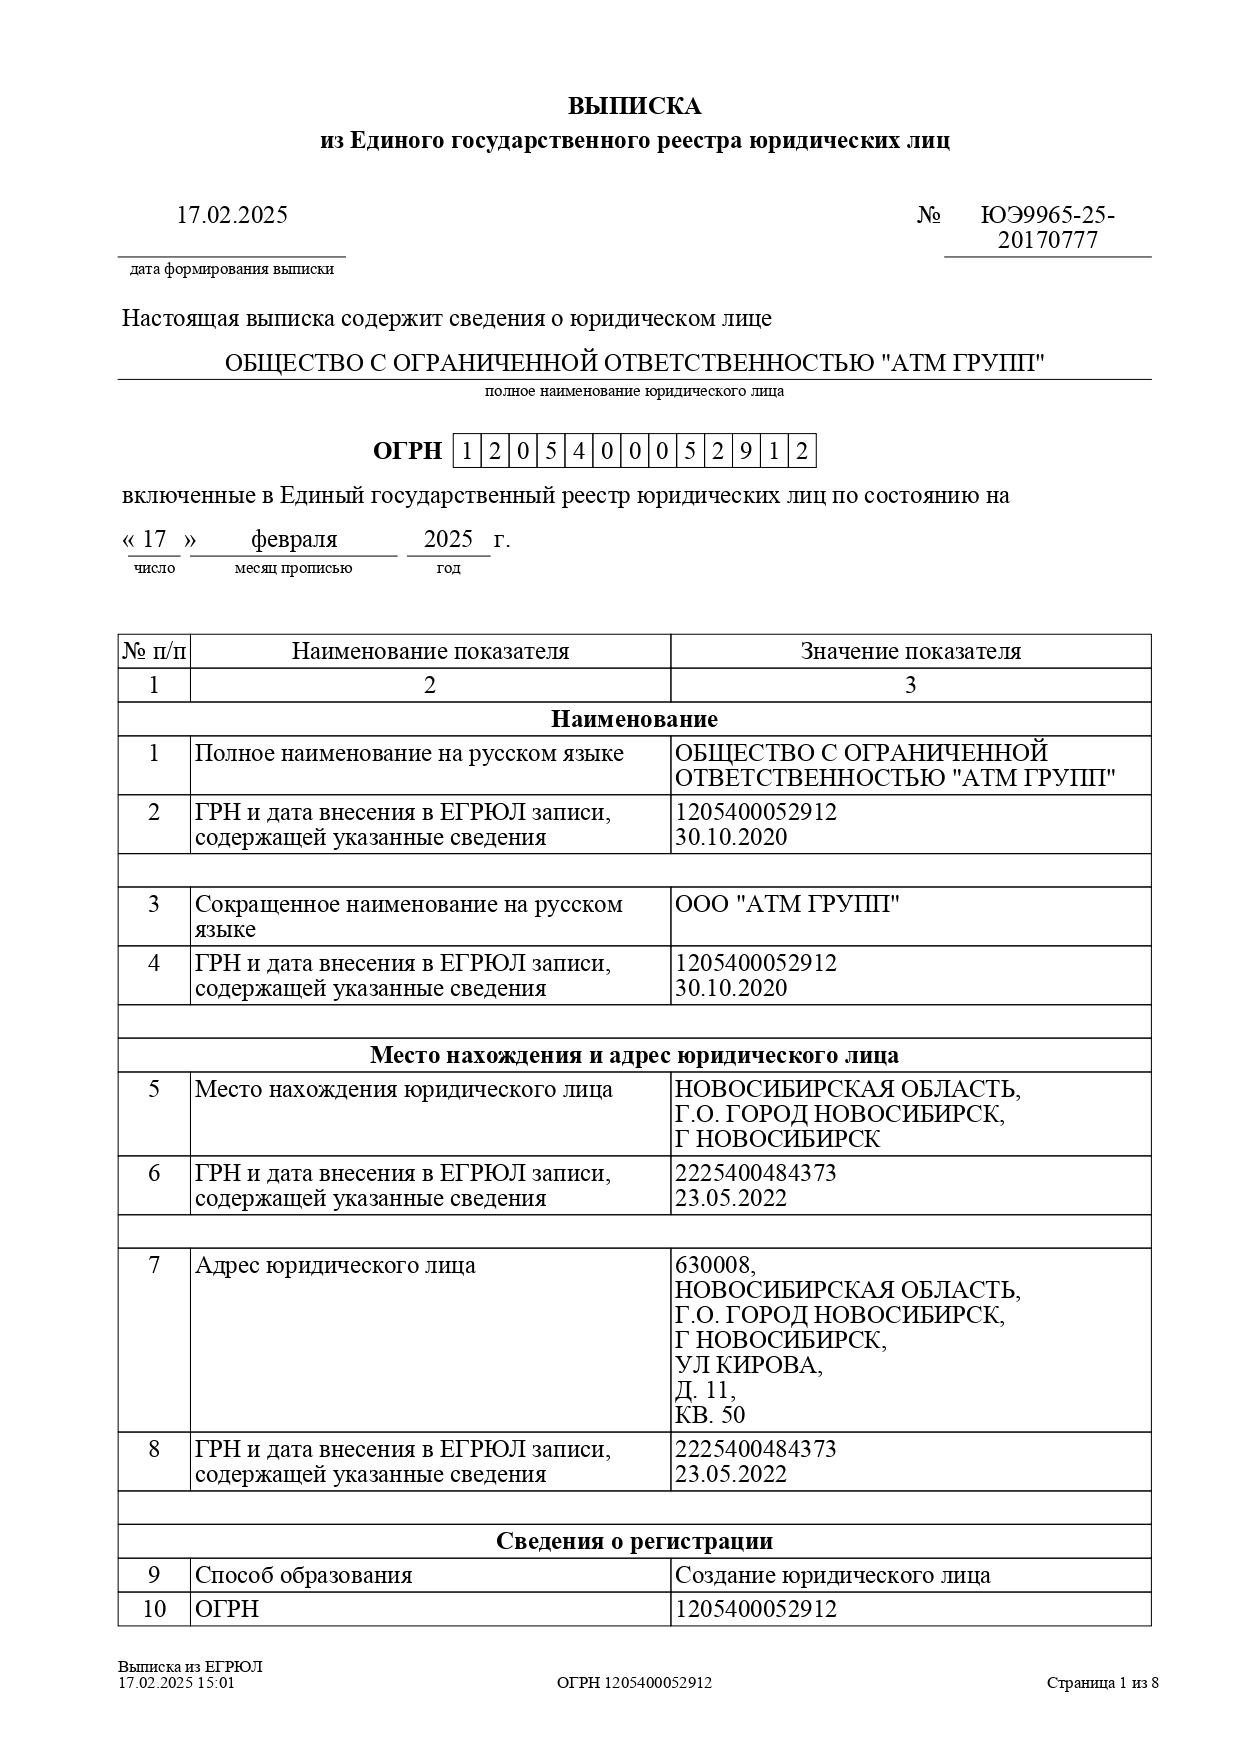 ВЫПИСКА
из Единого государственного реестра юридических лиц
17.02.2025
№ ЮЭ9965-25-
20170777
дата формирования выписки
Настоящая выписка содержит сведения о юридическом лице
ОБЩЕСТВО С ОГРАНИЧЕННОЙ ОТВЕТСТВЕННОСТЬЮ "АТМ ГРУПП"
полное наименование юридического лица
ОГРН 1 2 0 5 4 0 0 0 5 2 9 1 2
включенные в Единый государственный реестр юридических лиц по состоянию на
« 17 » февраля 2025 г.
число месяц прописью год
№ п/п Наименование показателя Значение показателя
1 2 3
Наименование
1 Полное наименование на русском языке ОБЩЕСТВО С ОГРАНИЧЕННОЙ
ОТВЕТСТВЕННОСТЬЮ "АТМ ГРУПП"
2 ГРН и дата внесения в ЕГРЮЛ записи, 1205400052912
содержащей указанные сведения 30.10.2020
3 Сокращенное наименование на русском ООО "АТМ ГРУПП"
языке
4 ГРН и дата внесения в ЕГРЮЛ записи, 1205400052912
содержащей указанные сведения 30.10.2020
Место нахождения и адрес юридического лица
5 Место нахождения юридического лица НОВОСИБИРСКАЯ ОБЛАСТЬ,
Г.О. ГОРОД НОВОСИБИРСК,
Г НОВОСИБИРСК
6 ГРН и дата внесения в ЕГРЮЛ записи, 2225400484373
содержащей указанные сведения 23.05.2022
7 Адрес юридического лица 630008,
НОВОСИБИРСКАЯ ОБЛАСТЬ,
Г.О. ГОРОД НОВОСИБИРСК,
Г НОВОСИБИРСК,
УЛ КИРОВА,
Д. 11,
КВ. 50
8 ГРН и дата внесения в ЕГРЮЛ записи, 2225400484373
содержащей указанные сведения 23.05.2022
Сведения о регистрации
9 Способ образования Создание юридического лица
10 ОГРН 1205400052912
Выписка из ЕГРЮЛ
17.02.2025 15:01 ОГРН 1205400052912 Страница 1 из 8